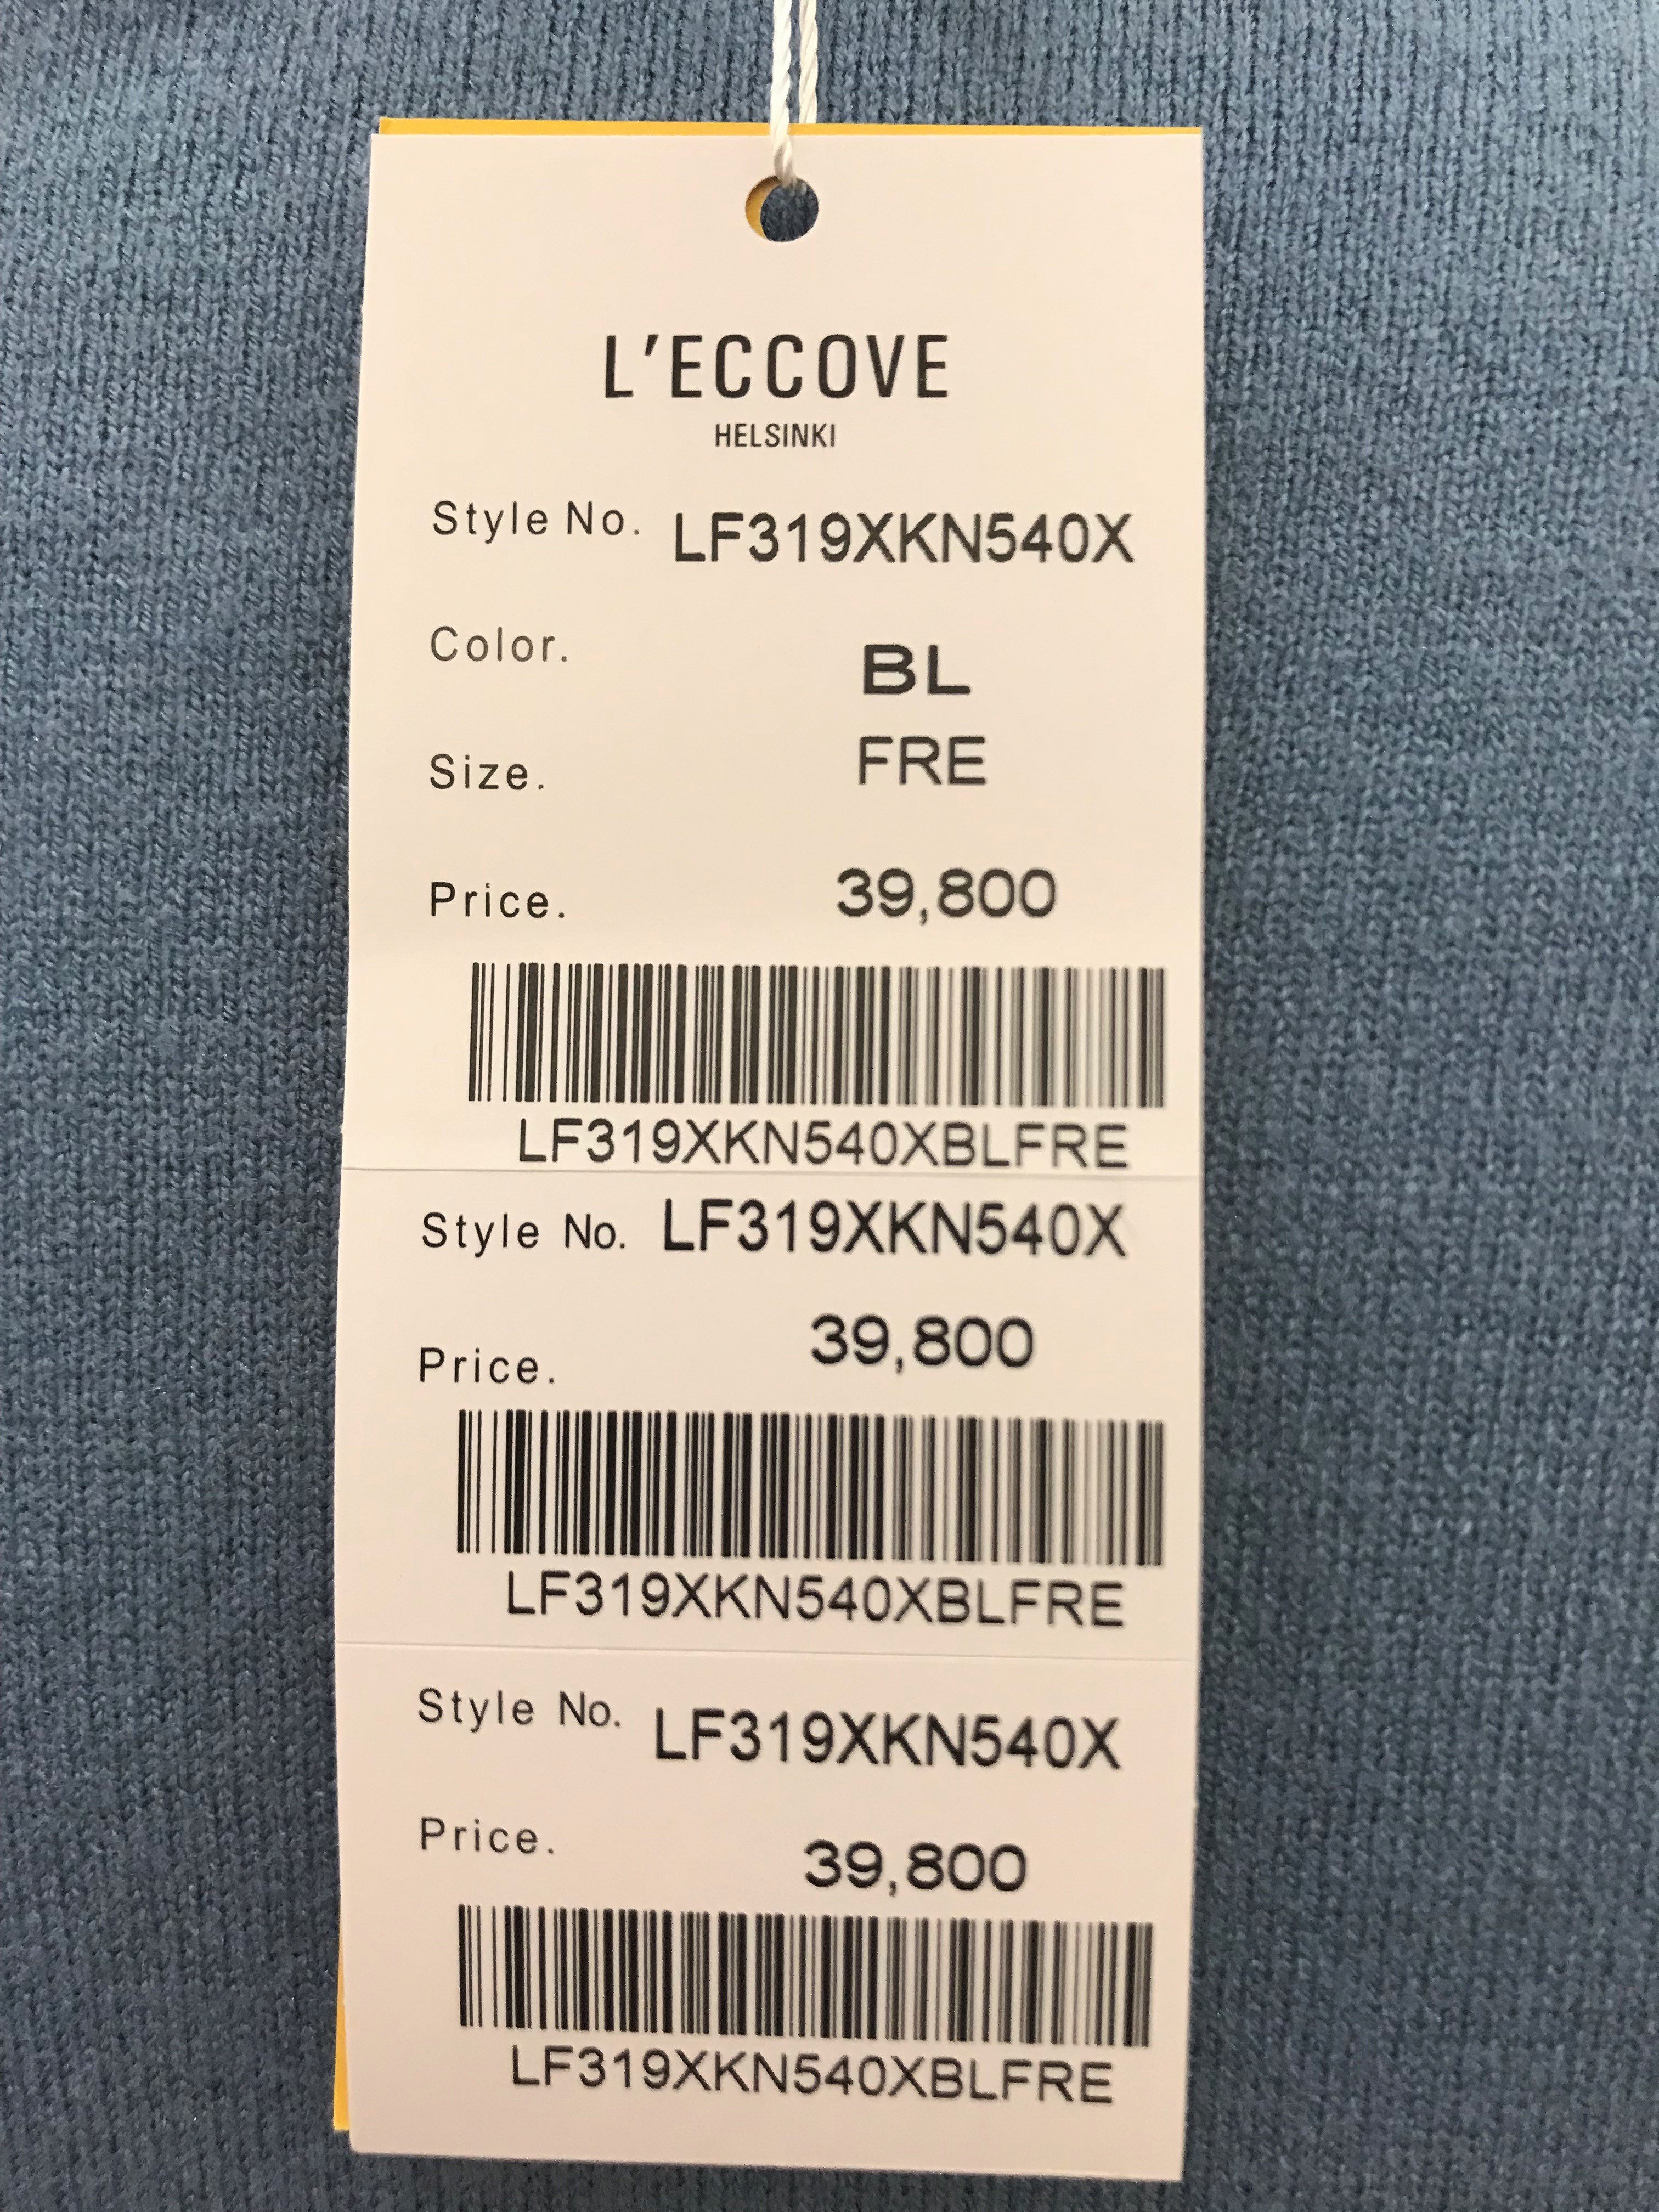 L'ECCOVE
HELSINKI
Style No. LF319XKN540X
Color. BL
Size. FRE
Price. 39,800
LF319XKN540XBLFRE
Style No. LF319XKN540X
Price. 39,800
LF319XKN540XBLFRE
Style No. LF319XKN540X
Price. 39,800
LF319XKN540XBLFRE